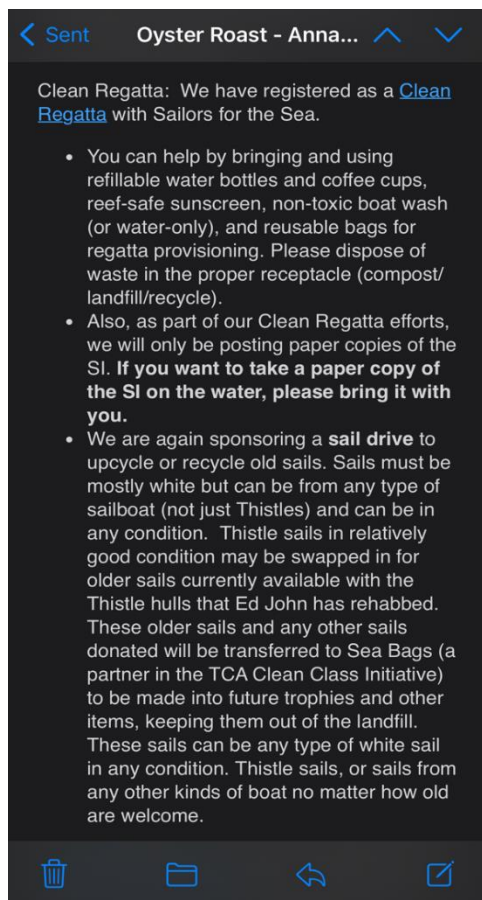 Sent
Oyster Roast - Anna...
Clean Regatta:  We have registered as a Clean
Regatta with Sailors for the Sea.
• You can help by bringing and using
refillable water bottles and coffee cups,
reef-safe sunscreen, non-toxic boat wash
(or water-only), and reusable bags for
regatta provisioning. Please dispose of
waste in the proper receptacle (compost/
landfill/recycle).
• Also, as part of our Clean Regatta efforts,
we will only be posting paper copies of the
SI. If you want to take a paper copy of
the SI on the water, please bring it with
you.
• We are again sponsoring a sail drive to
upcycle or recycle old sails. Sails must be
mostly white but can be from any type of
sailboat (not just Thistles) and can be in
any condition.  Thistle sails in relatively
good condition may be swapped in for
older sails currently available with the
Thistle hulls that Ed John has rehabbed.
These older sails and any other sails
donated will be transferred to Sea Bags (a
partner in the TCA Clean Class Initiative)
to be made into future trophies and other
items, keeping them out of the landfill.
These sails can be any type of white sail
in any condition. Thistle sails, or sails from
any other kinds of boat no matter how old
are welcome.